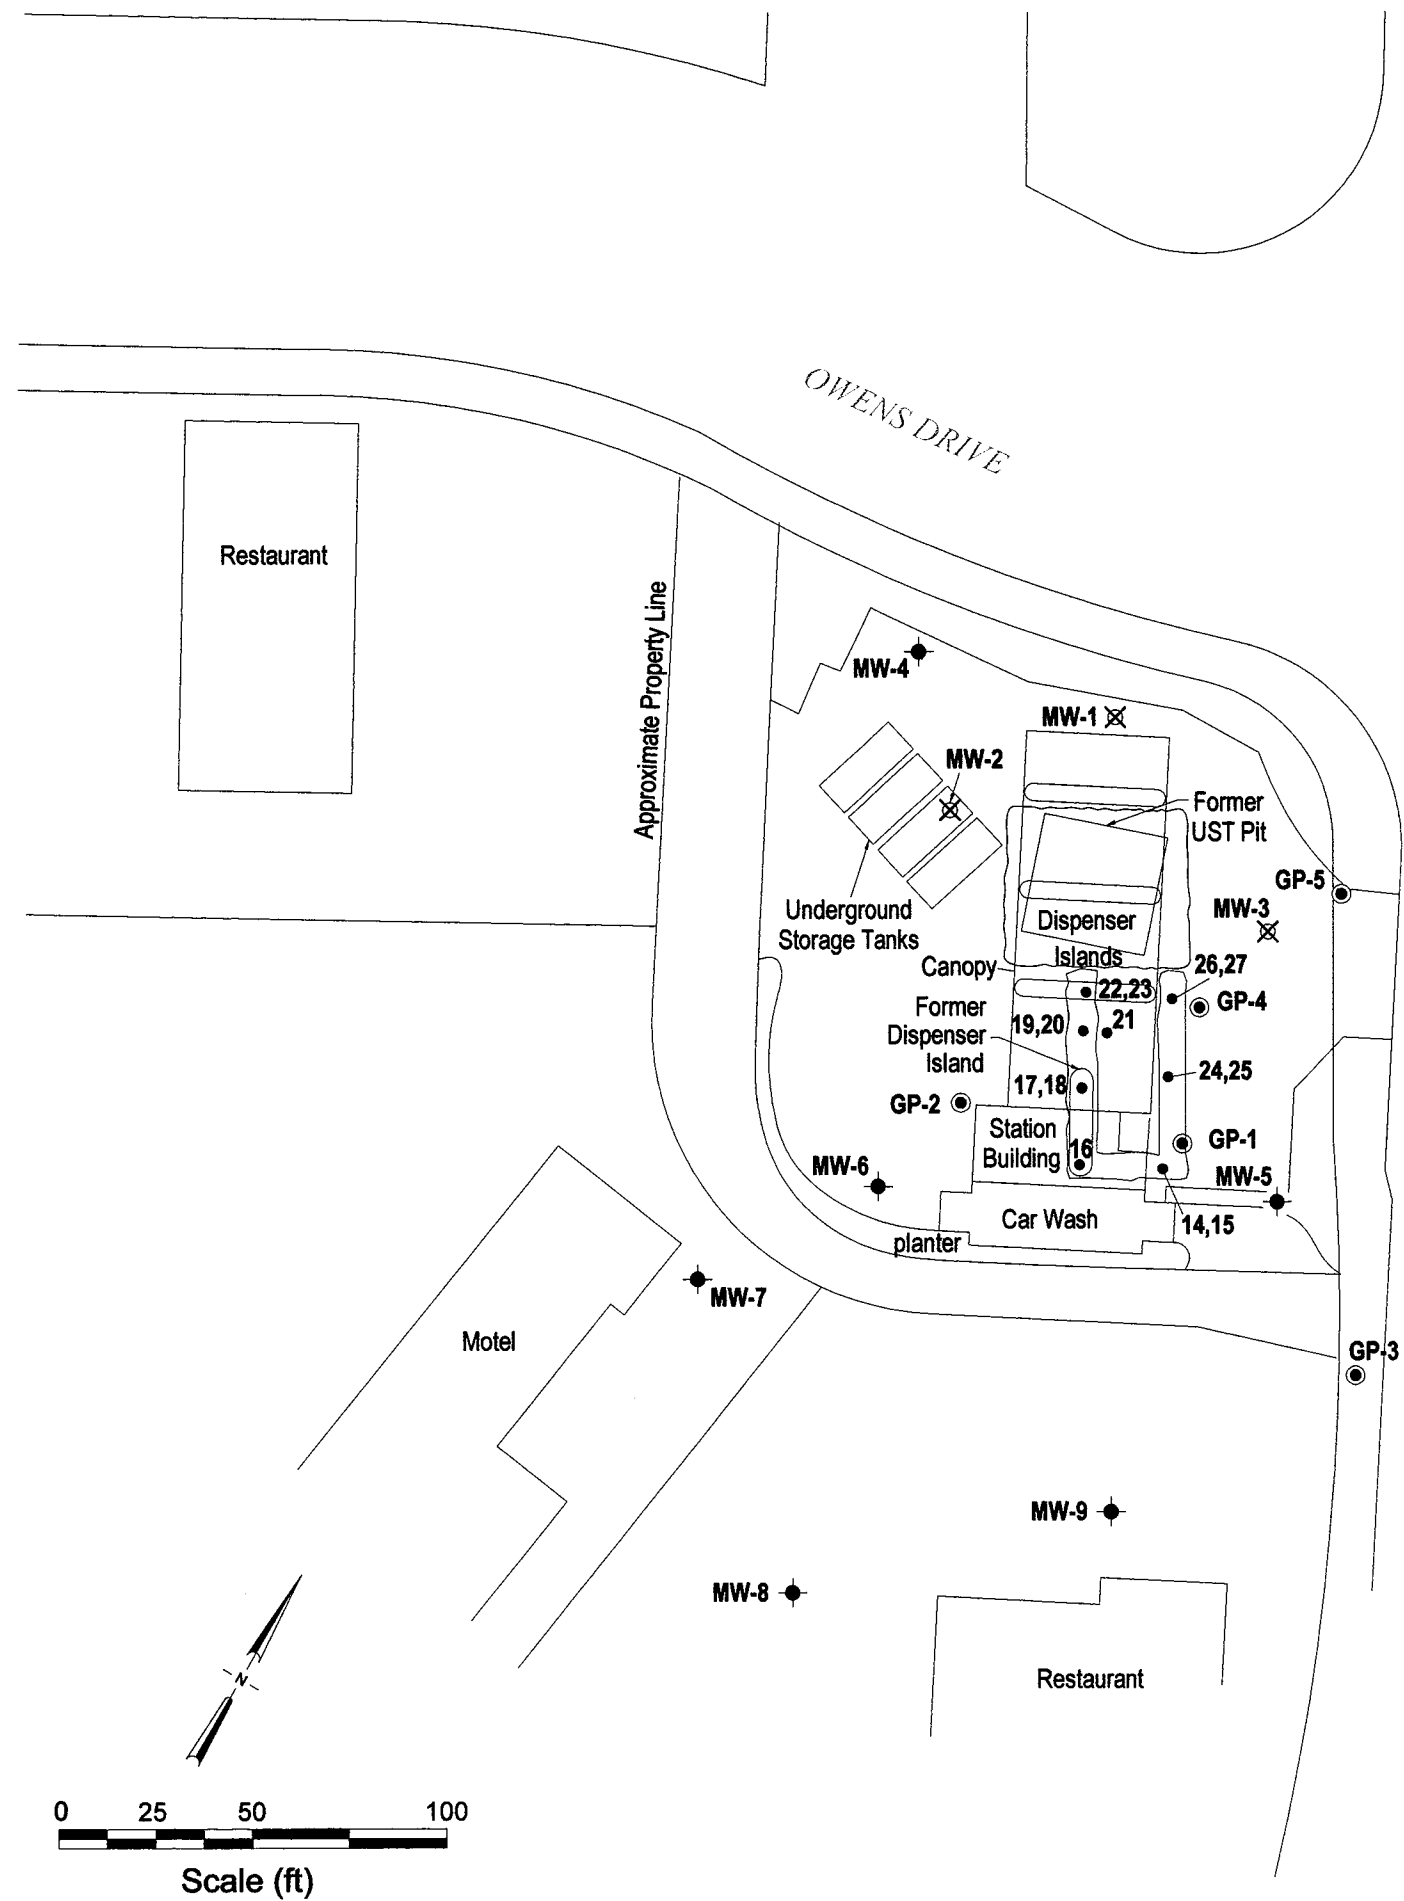 OWENS DRIVE
Restaurant
Approximate Property Line
MW-4
MW-1
MW-2
Former
UST Pit
GP-5
MW-3
Underground
Storage Tanks
Dispenser
Islands
Canopy
26,27
22,23
GP-4
Former
Dispenser
Island
19,20
21
17,18
24,25
GP-2
Station
Building
16
GP-1
MW-6
MW-5
Car Wash
14,15
planter
MW-7
Motel
GP-3
MW-9
MW-8
Restaurant
N
0 25 50 100
Scale (ft)